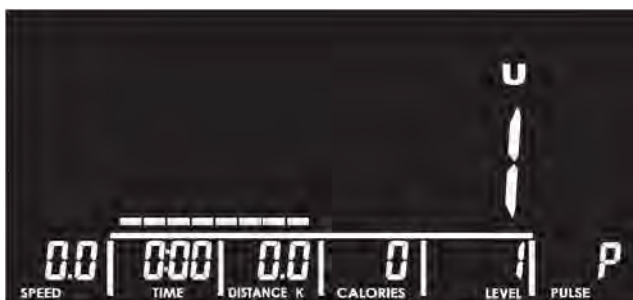 U
1
0.0 0:00 0.0 0 1 P
SPEED TIME DISTANCE K CALORIES LEVEL PULSE